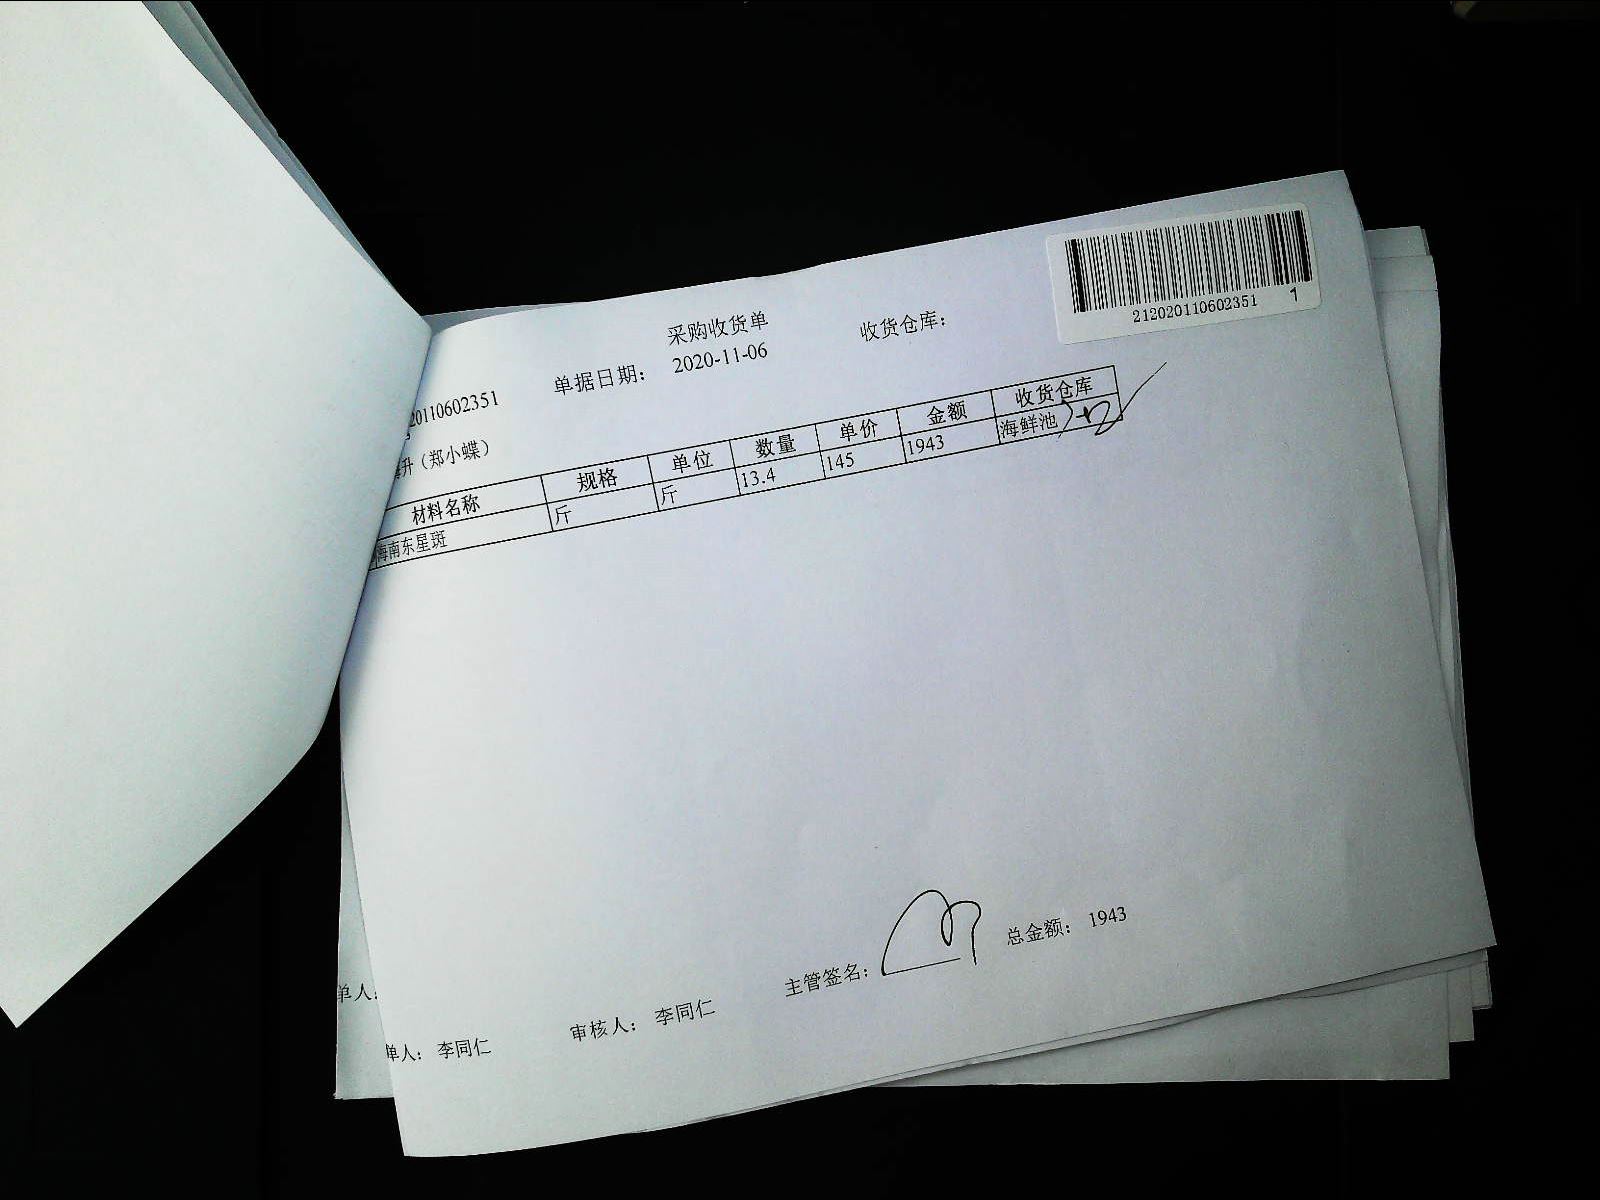 212020110602351 1
采购收货单
收货仓库：
单据日期： 2020-11-06
20110602351
升（郑小蝶）
材料名称 规格 单位 数量 单价 金额 收货仓库
海南东星斑 斤 斤 13.4 145 1943 海鲜池
主管签名： 总金额： 1943
单人：
单人： 李同仁 审核人： 李同仁